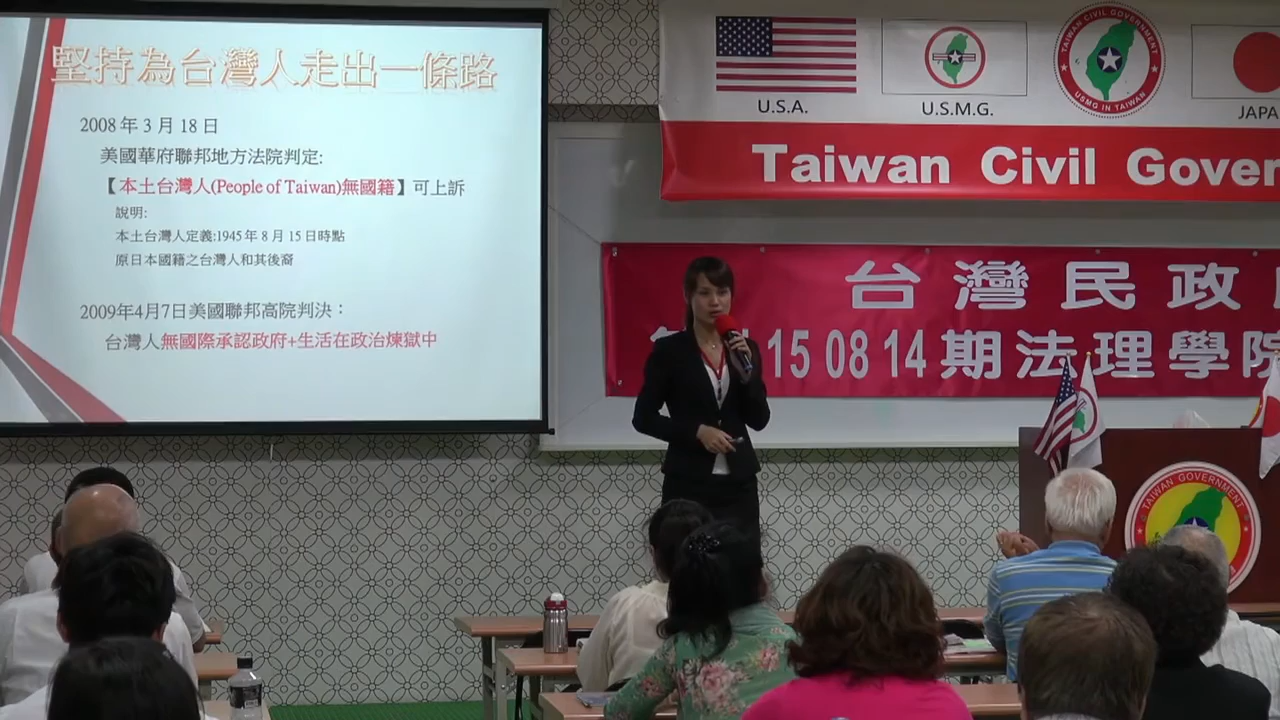 堅持為台灣人走出一條路
2008 年 3 月 18 日
美國華府聯邦地方法院判定:
【本土台灣人(People of Taiwan)無國籍】可上訴
說明:
本土台灣人定義:1945 年 8 月 15 日時點
原日本國籍之台灣人和其後裔
2009年4月7日美國聯邦高院判決：
台灣人無國際承認政府+生活在政治煉獄中
U.S.A.
U.S.M.G.
TAIWAN CIVIL GOVERNMENT
USMG IN TAIWAN
JAPA
Taiwan Civil Gover
台灣民政
15 08 14 期法理學院
TAIWAN GOVERNMENT